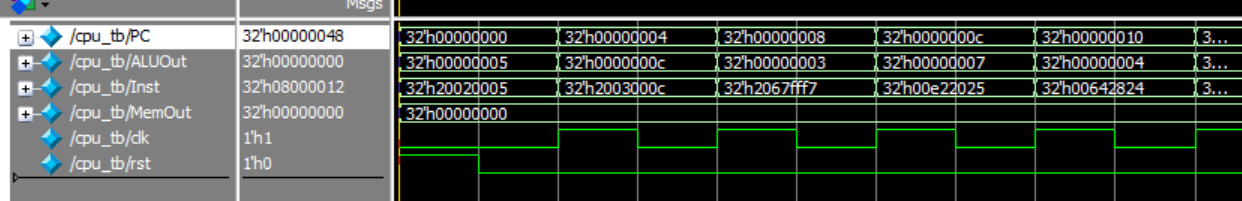 Msgs
/cpu_tb/PC 32'h00000048 32'h00000000 32'h00000004 32'h00000008 32'h0000000c 32'h00000010 3...
/cpu_tb/ALUOut 32'h00000000 32'h00000005 32'h0000000c 32'h00000003 32'h00000007 32'h00000004 3...
/cpu_tb/Inst 32'h08000012 32'h20020005 32'h2003000c 32'h2067fff7 32'h00e22025 32'h00642824 3...
/cpu_tb/MemOut 32'h00000000 32'h00000000
/cpu_tb/clk 1'h1
/cpu_tb/rst 1'h0